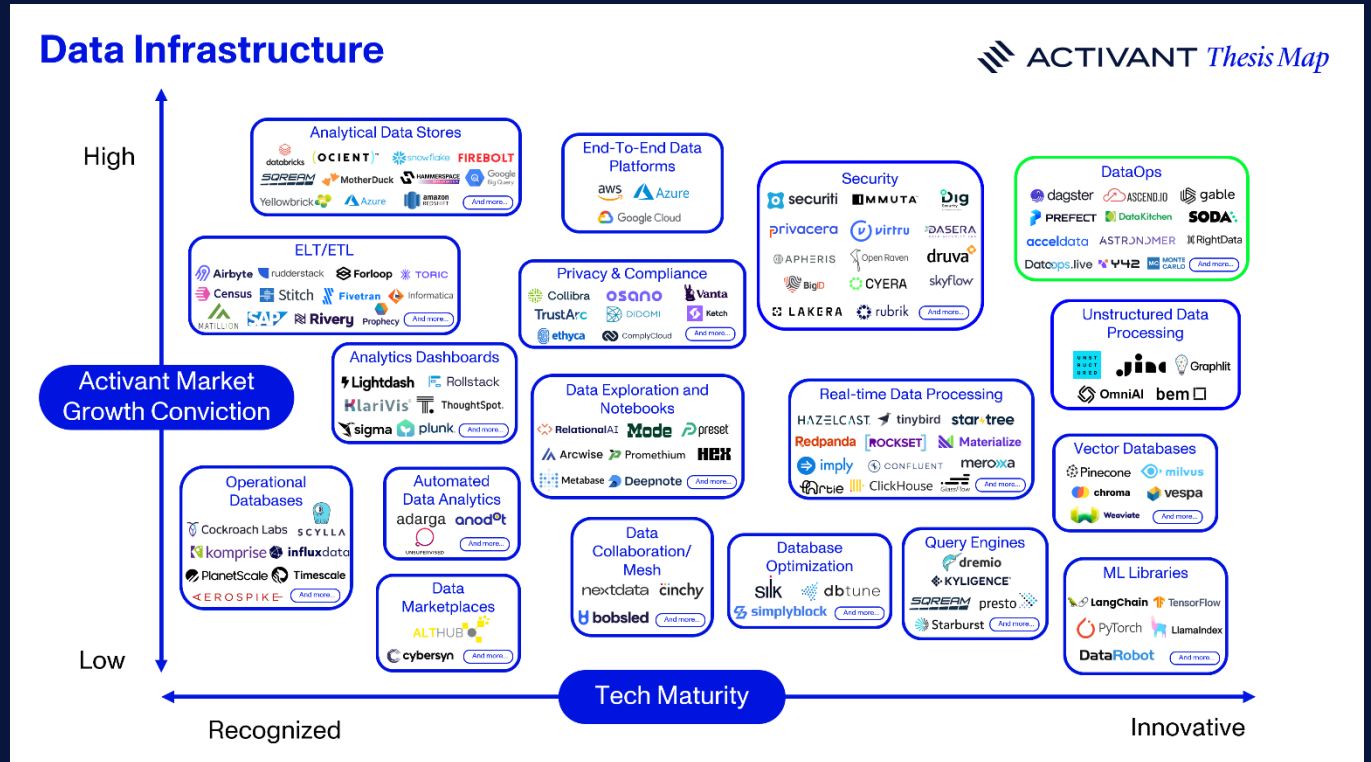 Data Infrastructure
ACTIVANT Thesis Map
High
Analytical Data Stores
databricks (OCIENT)™ snowflake FIREBOLT
SQREAM MotherDuck HAMMERSPACE Google Big Query
Yellowbrick Azure amazon REDSHIFT And more...
End-To-End Data
Platforms
aws Azure
Google Cloud
Security
securiti IMMUTA Dig
privacera virtru DASERA
APHERIS Open Raven druva
BigID CYERA skyflow
LAKERA rubrik And more...
DataOps
dagster ASCEND.IO gable
PREFECT DataKitchen SODA
acceldata ASTRONOMER RightData
Dataops.live Y42 MC MONTE CARLO And more...
ELT/ETL
Airbyte rudderstack Forloop TORIC
Census Stitch Fivetran Informatica
MATILLION SAP Rivery Prophecy And more...
Privacy & Compliance
Collibra osano Vanta
TrustArc DIDOMI Ketch
ethyca ComplyCloud And more...
Unstructured Data
Processing
UNSTRUCTURED jina Graphlit
OmniAI bem
Activant Market
Growth Conviction
Analytics Dashboards
Lightdash Rollstack
KlariVis T. ThoughtSpot.
sigma plunk. And more...
Data Exploration and
Notebooks
RelationalAI Mode preset
Arcwise Promethium HEX
Metabase Deepnote And more...
Real-time Data Processing
HAZELCAST tinybird star tree
Redpanda [ROCKSET] Materialize
imply CONFLUENT meroxa
Artie ClickHouse GlassFlow And more...
Vector Databases
Pinecone milvus
chroma vespa
Weaviate And more...
Operational
Databases
Cockroach Labs SCYLLA
komprise influxdata
PlanetScale Timescale
AEROSPIKE And more...
Automated
Data Analytics
adarga anodot
UNSUPERVISED And more...
Data
Marketplaces
ALTHUB
cybersyn And more...
Data
Collaboration/
Mesh
nextdata cinchy
bobsled And more...
Database
Optimization
silk dbtune
simplyblock And more...
Query Engines
dremio
KYLIGENCE
SQREAM presto
Starburst And more...
ML Libraries
LangChain TensorFlow
PyTorch LlamaIndex
DataRobot And more...
Low
Tech Maturity
Recognized
Innovative